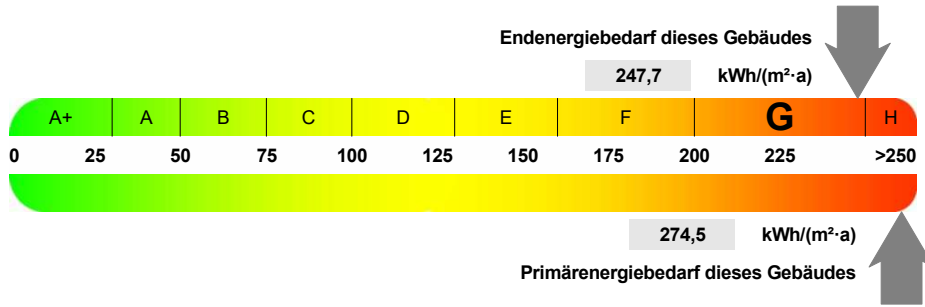 Endenergiebedarf dieses Gebäudes
247,7 kWh/(m²·a)
A+ A B C D E F G H
0 25 50 75 100 125 150 175 200 225 >250
274,5 kWh/(m²·a)
Primärenergiebedarf dieses Gebäudes